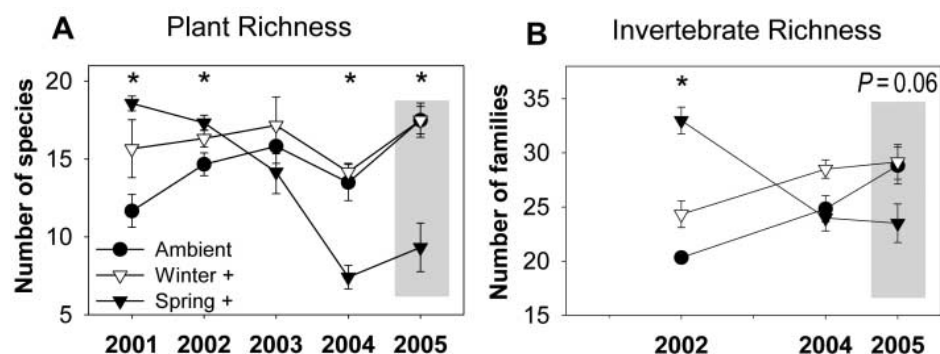 A Plant Richness
Number of species
20
15
10
5
* * * *
Ambient
Winter +
Spring +
2001 2002 2003 2004 2005
B Invertebrate Richness
Number of families
35
30
25
20
15
* P = 0.06
2002 2004 2005